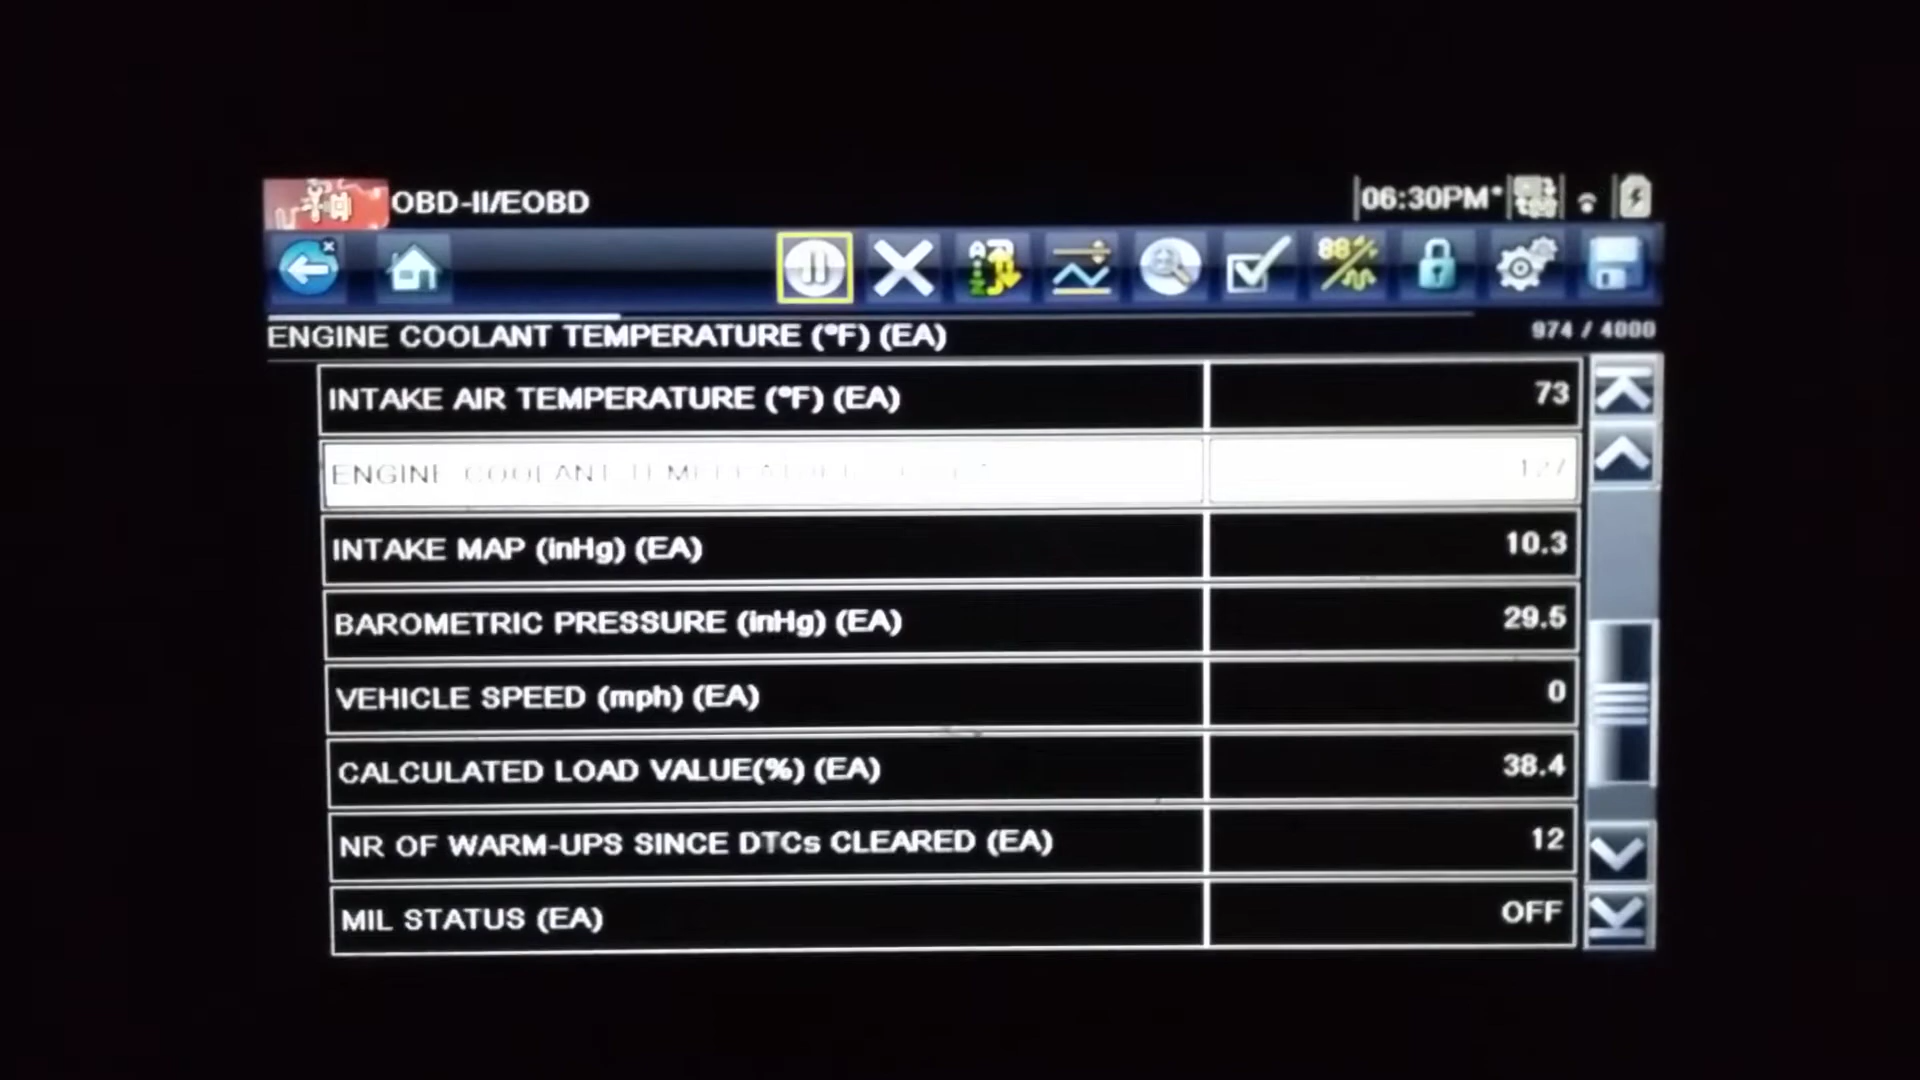 OBD-II/EOBD
06:30PM*
ENGINE COOLANT TEMPERATURE (°F) (EA)
974 / 4000
INTAKE AIR TEMPERATURE (°F) (EA) 73
ENGINE COOLANT 127
INTAKE MAP (inHg) (EA) 10.3
BAROMETRIC PRESSURE (inHg) (EA) 29.5
VEHICLE SPEED (mph) (EA) 0
CALCULATED LOAD VALUE(%) (EA) 38.4
NR OF WARM-UPS SINCE DTCs CLEARED (EA) 12
MIL STATUS (EA) OFF